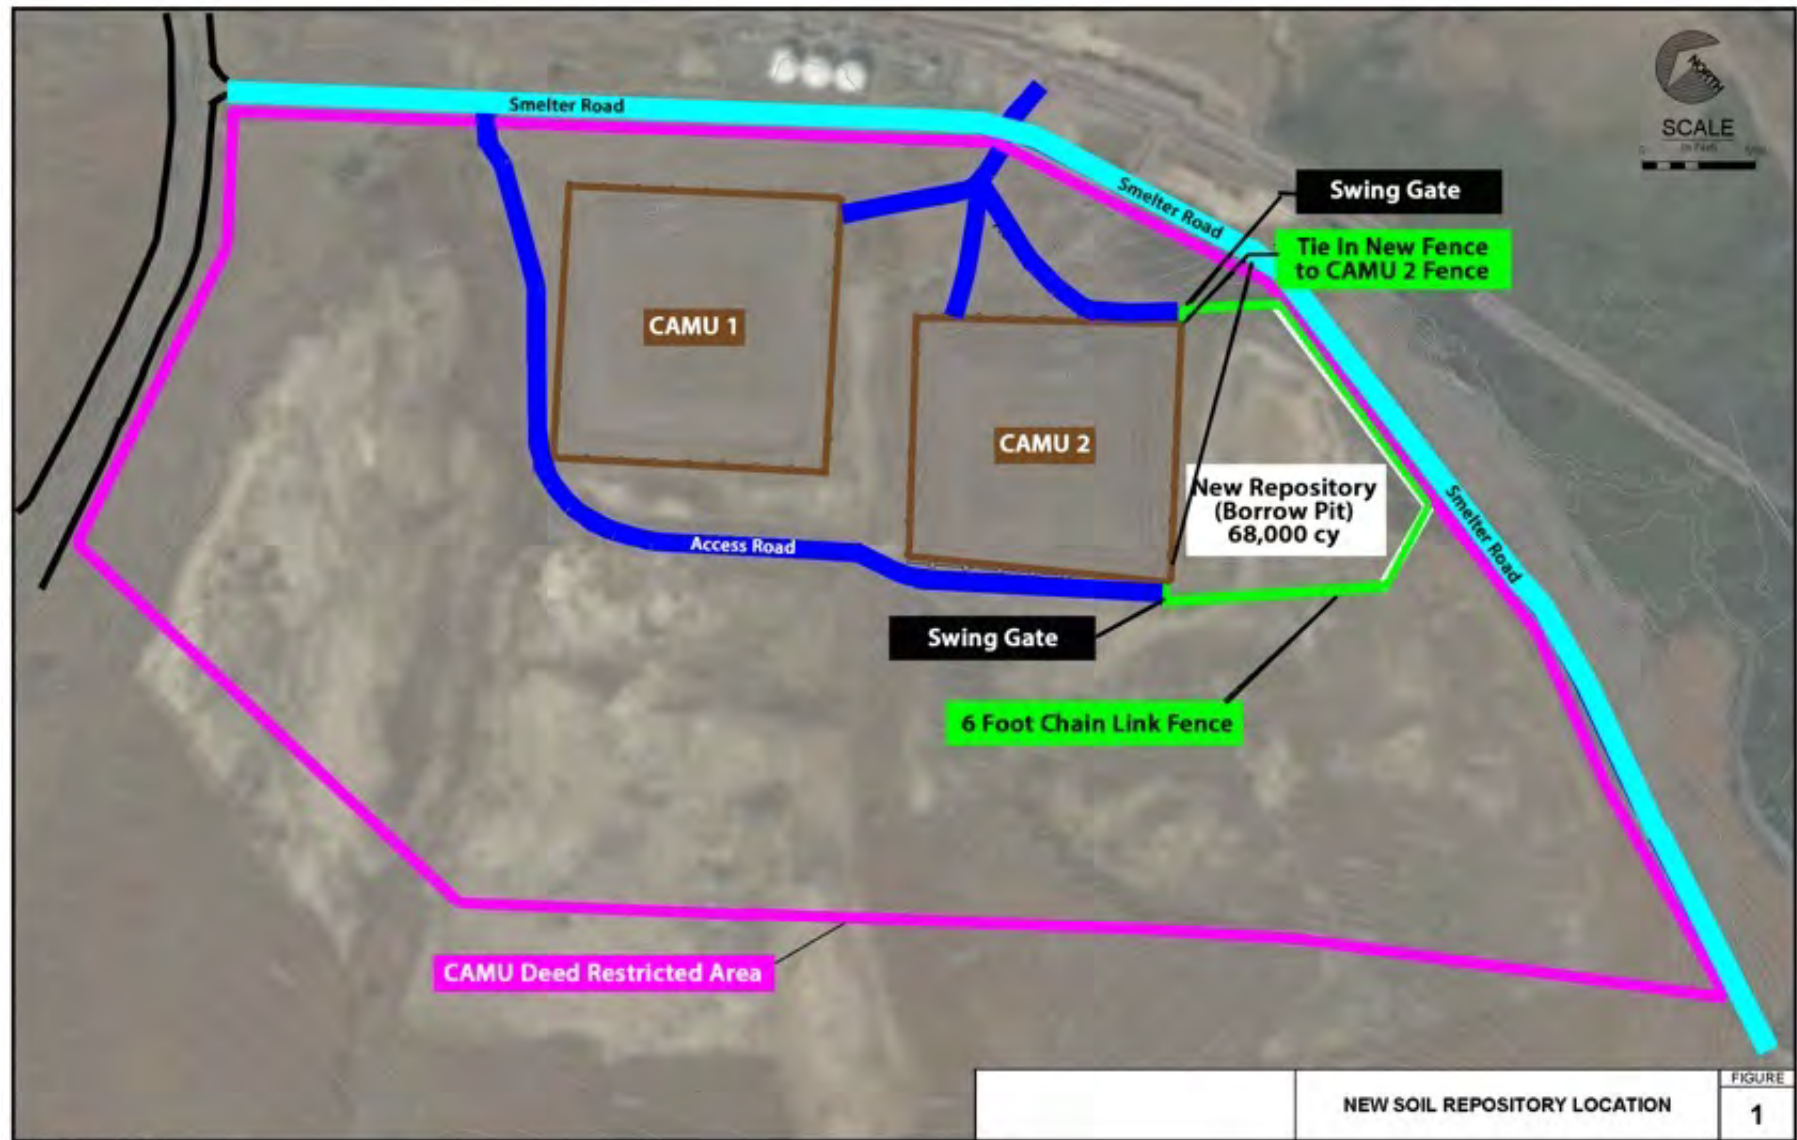 NORTH
SCALE
Smelter Road
Swing Gate
Smelter Road
Tie In New Fence
to CAMU 2 Fence
CAMU 1
CAMU 2
New Repository
(Borrow Pit)
68,000 cy
Smelter Road
Access Road
Swing Gate
6 Foot Chain Link Fence
CAMU Deed Restricted Area
NEW SOIL REPOSITORY LOCATION
FIGURE
1